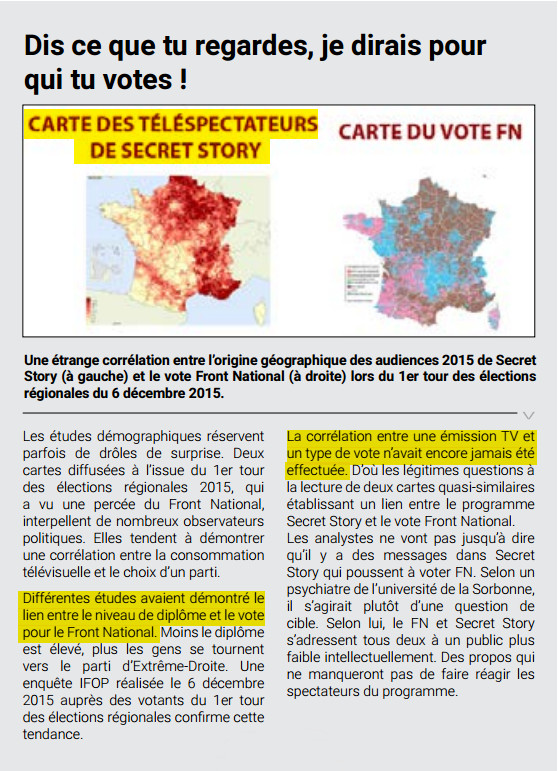 Dis ce que tu regardes, je dirais pour
qui tu votes !
CARTE DES TÉLÉSPECTATEURS
DE SECRET STORY
CARTE DU VOTE FN
Une étrange corrélation entre l'origine géographique des audiences 2015 de Secret
Story (à gauche) et le vote Front National (à droite) lors du 1er tour des élections
régionales du 6 décembre 2015.
Les études démographiques réservent
parfois de drôles de surprise. Deux
cartes diffusées à l'issue du 1er tour
des élections régionales 2015, qui
a vu une percée du Front National,
interpellent de nombreux observateurs
politiques. Elles tendent à démontrer
une corrélation entre la consommation
télévisuelle et le choix d'un parti.
Différentes études avaient démontré le
lien entre le niveau de diplôme et le vote
pour le Front National. Moins le diplôme
est élevé, plus les gens se tournent
vers le parti d'Extrême-Droite. Une
enquête IFOP réalisée le 6 décembre
2015 auprès des votants du 1er tour
des élections régionales confirme cette
tendance.
La corrélation entre une émission TV et
un type de vote n'avait encore jamais été
effectuée. D'où les légitimes questions à
la lecture de deux cartes quasi-similaires
établissant un lien entre le programme
Secret Story et le vote Front National.
Les analystes ne vont pas jusqu'à dire
qu'il y a des messages dans Secret
Story qui poussent à voter FN. Selon un
psychiatre de l'université de la Sorbonne,
il s'agirait plutôt d'une question de
cible. Selon lui, le FN et Secret Story
s'adressent tous deux à un public plus
faible intellectuellement. Des propos qui
ne manqueront pas de faire réagir les
spectateurs du programme.